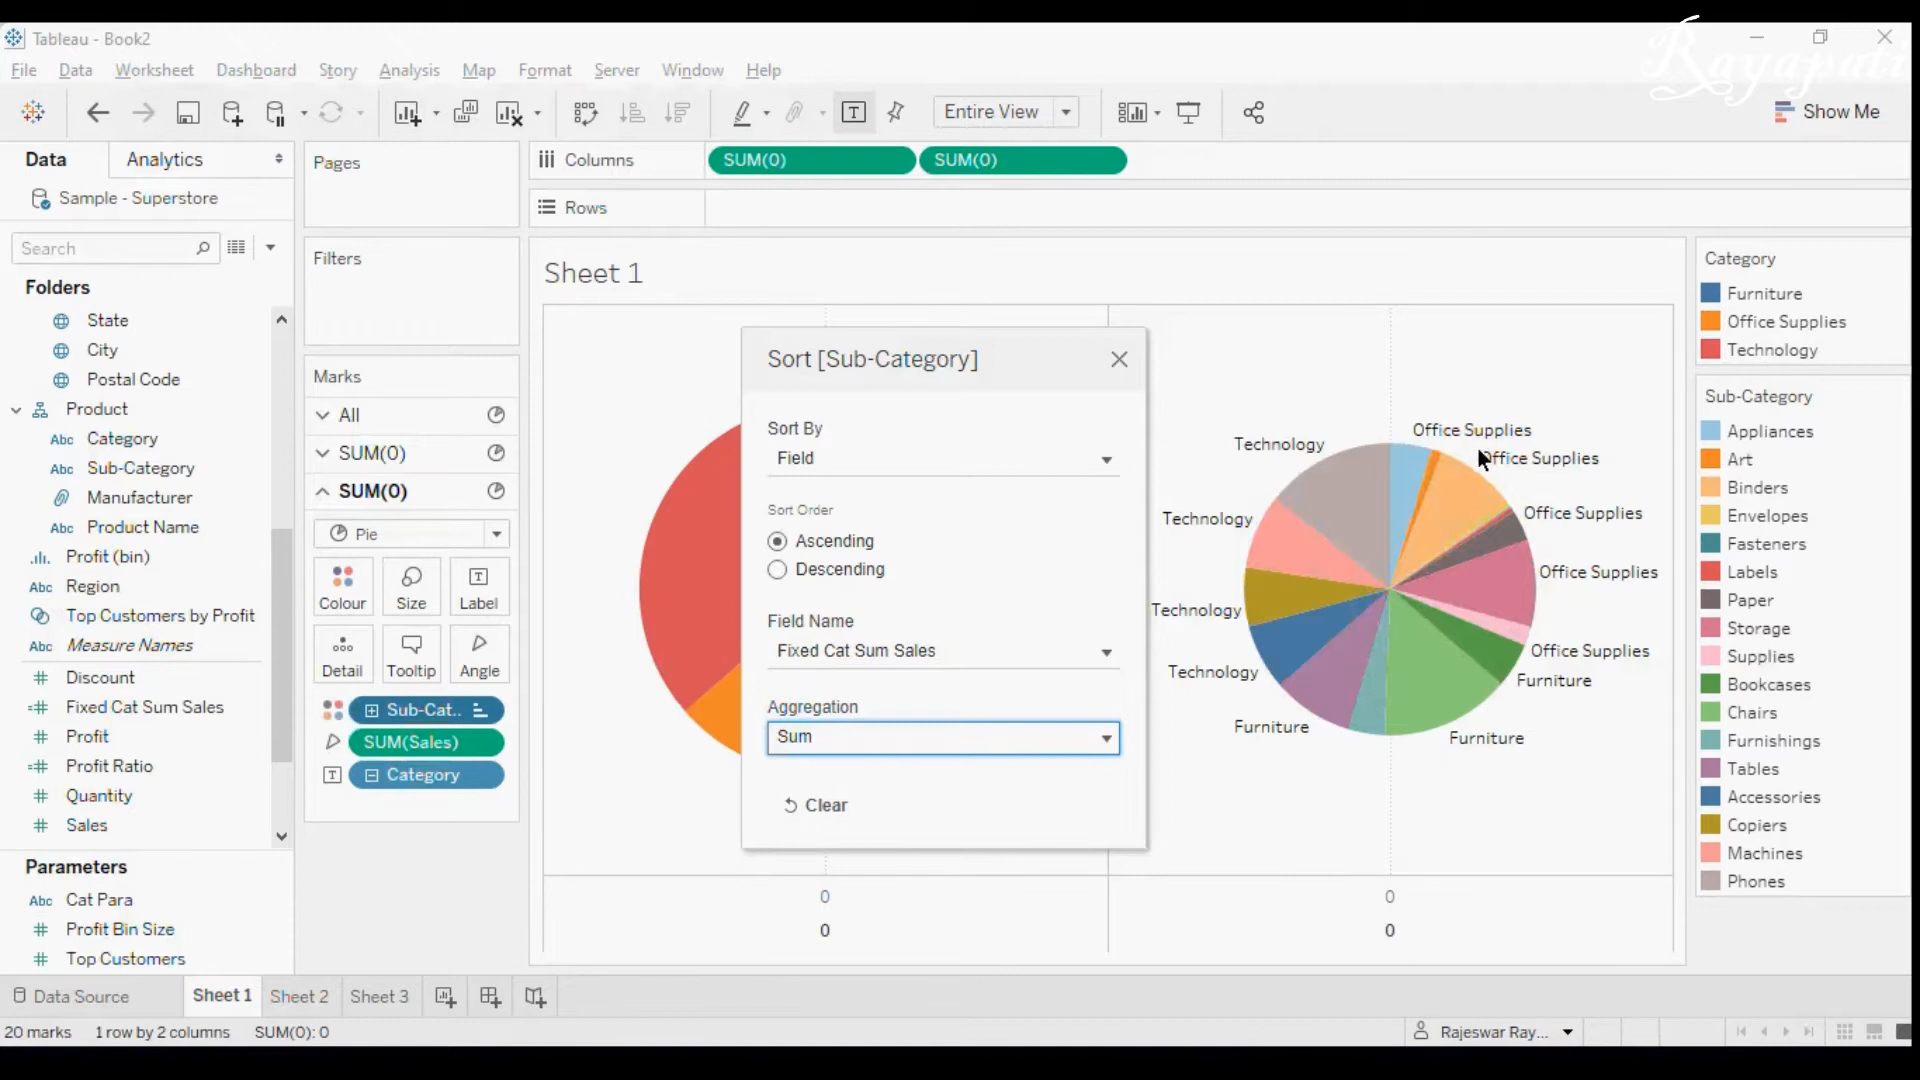 Rayapati
Tableau - Book2
File Data Worksheet Dashboard Story Analysis Map Format Server Window Help
Entire View
Show Me
Data Analytics
Sample - Superstore
Search
Folders
State
City
Postal Code
Product
Abc Category
Abc Sub-Category
Manufacturer
Abc Product Name
Profit (bin)
Abc Region
Top Customers by Profit
Abc Measure Names
# Discount
=# Fixed Cat Sum Sales
# Profit
=# Profit Ratio
# Quantity
# Sales
Parameters
Abc Cat Para
# Profit Bin Size
# Top Customers
Pages
Filters
Marks
All
SUM(0)
SUM(0)
Pie
Colour Size Label
Detail Tooltip Angle
Sub-Cat..
SUM(Sales)
Category
Columns SUM(0) SUM(0)
Rows
Sheet 1
Sort [Sub-Category]
Sort By
Field
Sort Order
Ascending
Descending
Field Name
Fixed Cat Sum Sales
Aggregation
Sum
Clear
Office Supplies
Technology
Office Supplies
Office Supplies
Technology
Office Supplies
Technology
Office Supplies
Technology
Furniture
Furniture
Furniture
0 0
0 0
Category
Furniture
Office Supplies
Technology
Sub-Category
Appliances
Art
Binders
Envelopes
Fasteners
Labels
Paper
Storage
Supplies
Bookcases
Chairs
Furnishings
Tables
Accessories
Copiers
Machines
Phones
Data Source Sheet 1 Sheet 2 Sheet 3
20 marks 1 row by 2 columns SUM(0): 0
Rajeswar Ray...